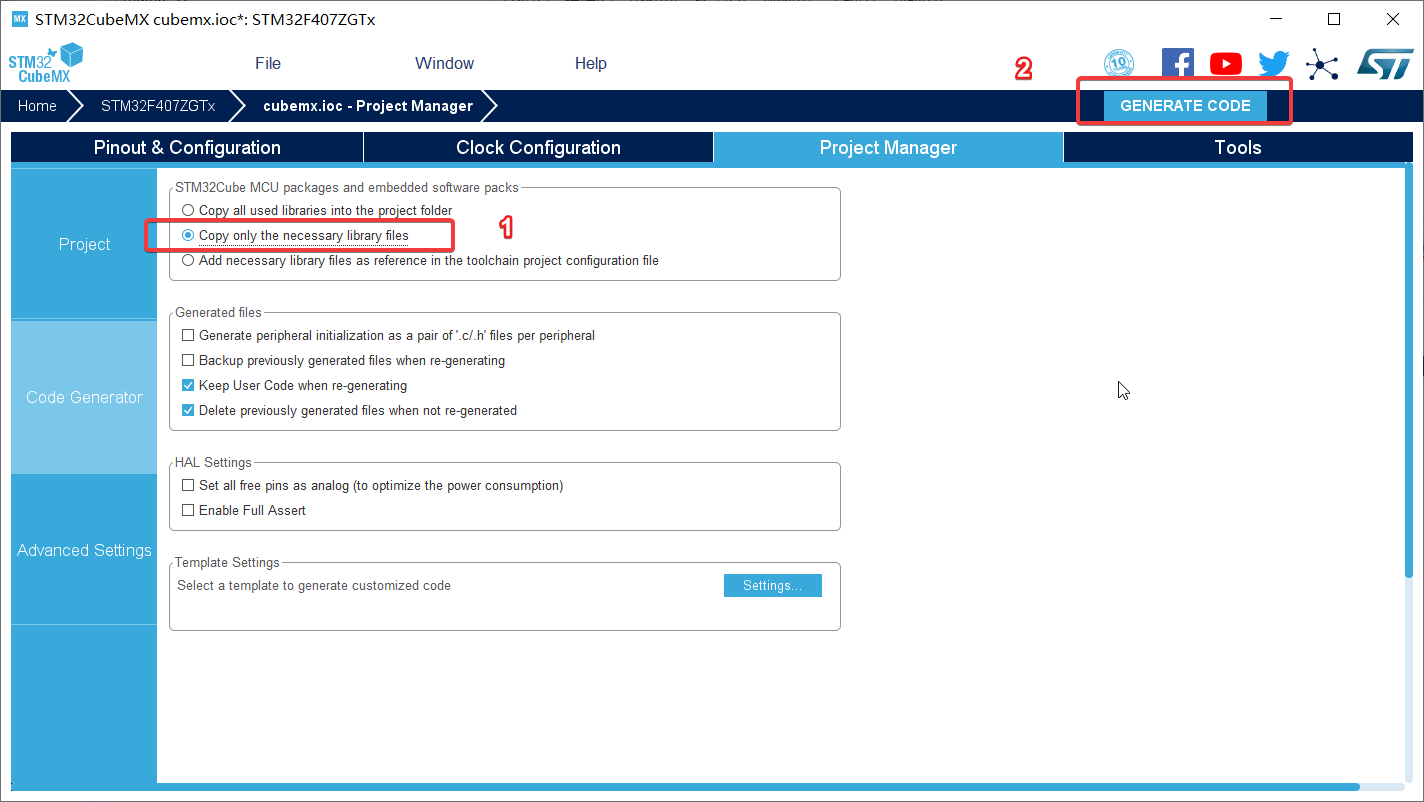 MX STM32CubeMX cubemx.ioc*: STM32F407ZGTx
STM32
CubeMX
File
Window
Help
2
10
Home
STM32F407ZGTx
cubemx.ioc - Project Manager
GENERATE CODE
Pinout & Configuration
Clock Configuration
Project Manager
Tools
Project
Code Generator
Advanced Settings
STM32Cube MCU packages and embedded software packs
Copy all used libraries into the project folder
Copy only the necessary library files
1
Add necessary library files as reference in the toolchain project configuration file
Generated files
Generate peripheral initialization as a pair of '.c/.h' files per peripheral
Backup previously generated files when re-generating
Keep User Code when re-generating
Delete previously generated files when not re-generated
HAL Settings
Set all free pins as analog (to optimize the power consumption)
Enable Full Assert
Template Settings
Select a template to generate customized code
Settings...